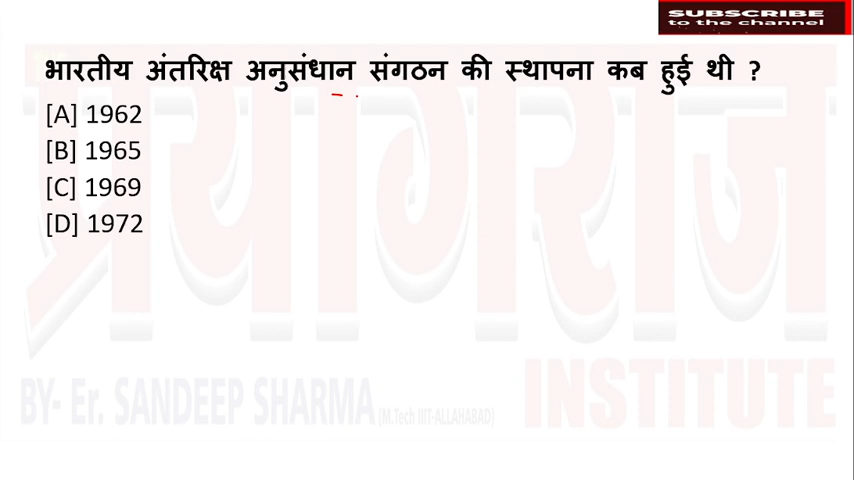 SUBSCRIBE
to the channel
भारतीय अंतरिक्ष अनुसंधान संगठन की स्थापना कब हुई थी ?
[A] 1962
[B] 1965
[C] 1969
[D] 1972
प्रयागराज
BY- Er. SANDEEP SHARMA (M.Tech IIIT-ALLAHABAD)
INSTITUTE